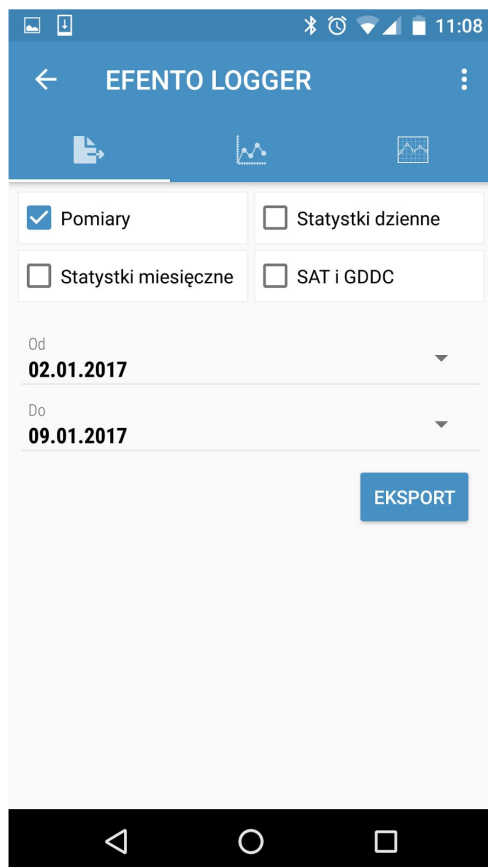 11:08
EFENTO LOGGER
Pomiary
Statystki dzienne
Statystki miesięczne
SAT i GDDC
Od
02.01.2017
Do
09.01.2017
EKSPORT